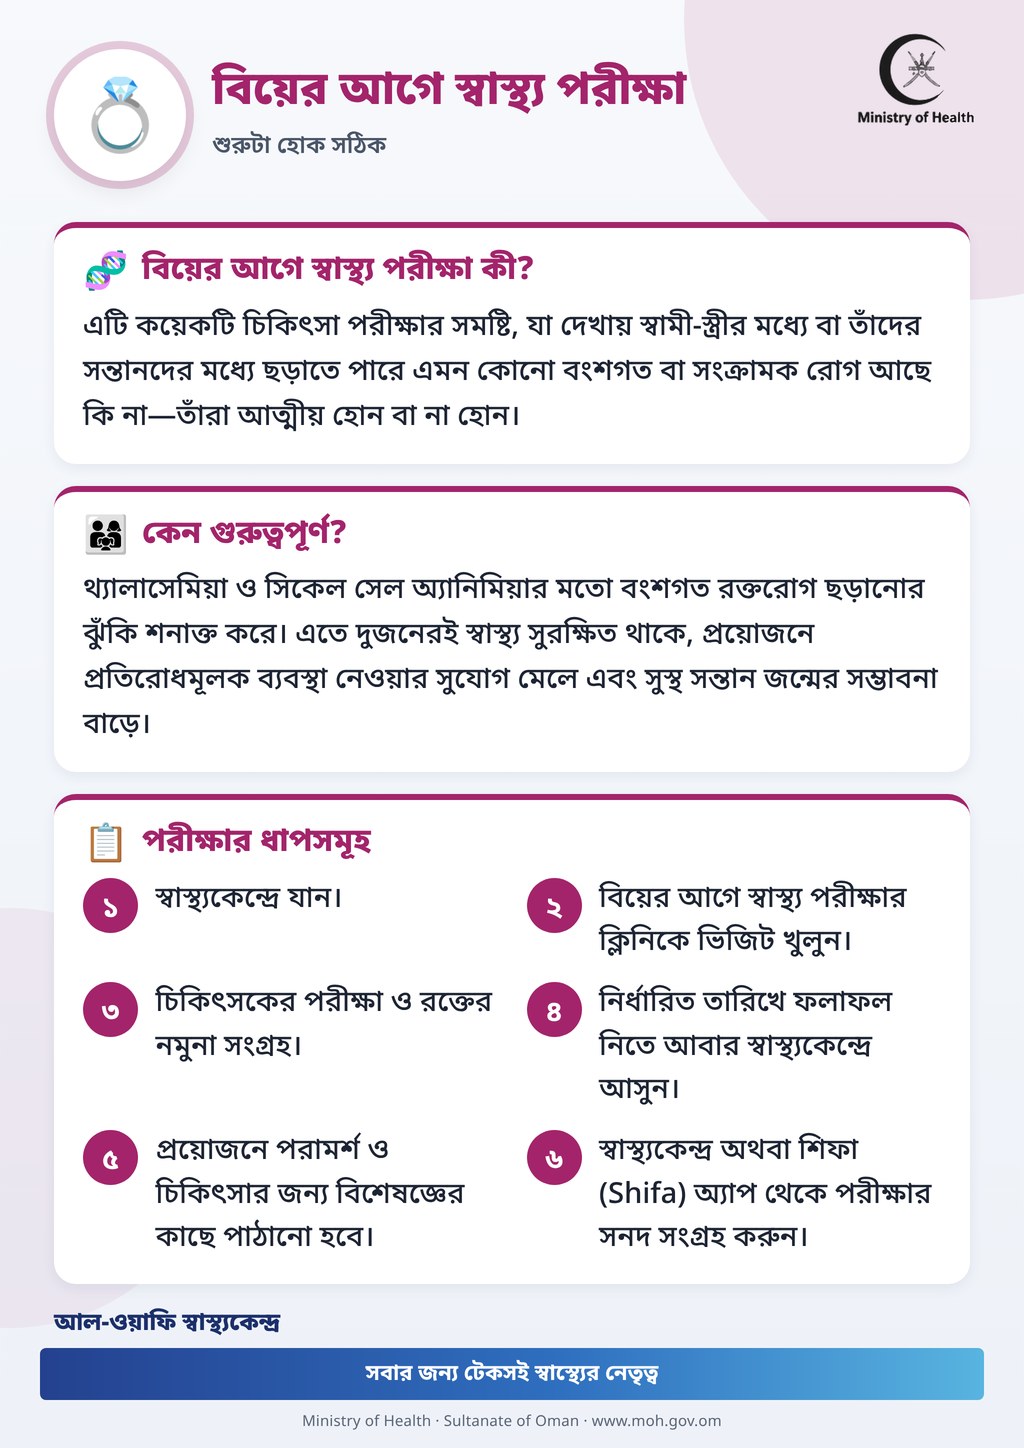 বিয়ের আগে স্বাস্থ্য পরীক্ষা
শুরুটা হোক সঠিক
Ministry of Health
বিয়ের আগে স্বাস্থ্য পরীক্ষা কী?
এটি কয়েকটি চিকিৎসা পরীক্ষার সমষ্টি, যা দেখায় স্বামী-স্ত্রীর মধ্যে বা তাঁদের
সন্তানদের মধ্যে ছড়াতে পারে এমন কোনো বংশগত বা সংক্রামক রোগ আছে
কি না—তাঁরা আত্মীয় হোন বা না হোন।
কেন গুরুত্বপূর্ণ?
থ্যালাসেমিয়া ও সিকেল সেল অ্যানিমিয়ার মতো বংশগত রক্তরোগ ছড়ানোর
ঝুঁকি শনাক্ত করে। এতে দুজনেরই স্বাস্থ্য সুরক্ষিত থাকে, প্রয়োজনে
প্রতিরোধমূলক ব্যবস্থা নেওয়ার সুযোগ মেলে এবং সুস্থ সন্তান জন্মের সম্ভাবনা
বাড়ে।
পরীক্ষার ধাপসমূহ
১
স্বাস্থ্যকেন্দ্রে যান।
২
বিয়ের আগে স্বাস্থ্য পরীক্ষার
ক্লিনিকে ভিজিট খুলুন।
৩
চিকিৎসকের পরীক্ষা ও রক্তের
নমুনা সংগ্রহ।
৪
নির্ধারিত তারিখে ফলাফল
নিতে আবার স্বাস্থ্যকেন্দ্রে
আসুন।
৫
প্রয়োজনে পরামর্শ ও
চিকিৎসার জন্য বিশেষজ্ঞের
কাছে পাঠানো হবে।
৬
স্বাস্থ্যকেন্দ্র অথবা শিফা
(Shifa) অ্যাপ থেকে পরীক্ষার
সনদ সংগ্রহ করুন।
আল-ওয়াফি স্বাস্থ্যকেন্দ্র
সবার জন্য টেকসই স্বাস্থ্যের নেতৃত্ব
Ministry of Health · Sultanate of Oman · www.moh.gov.om